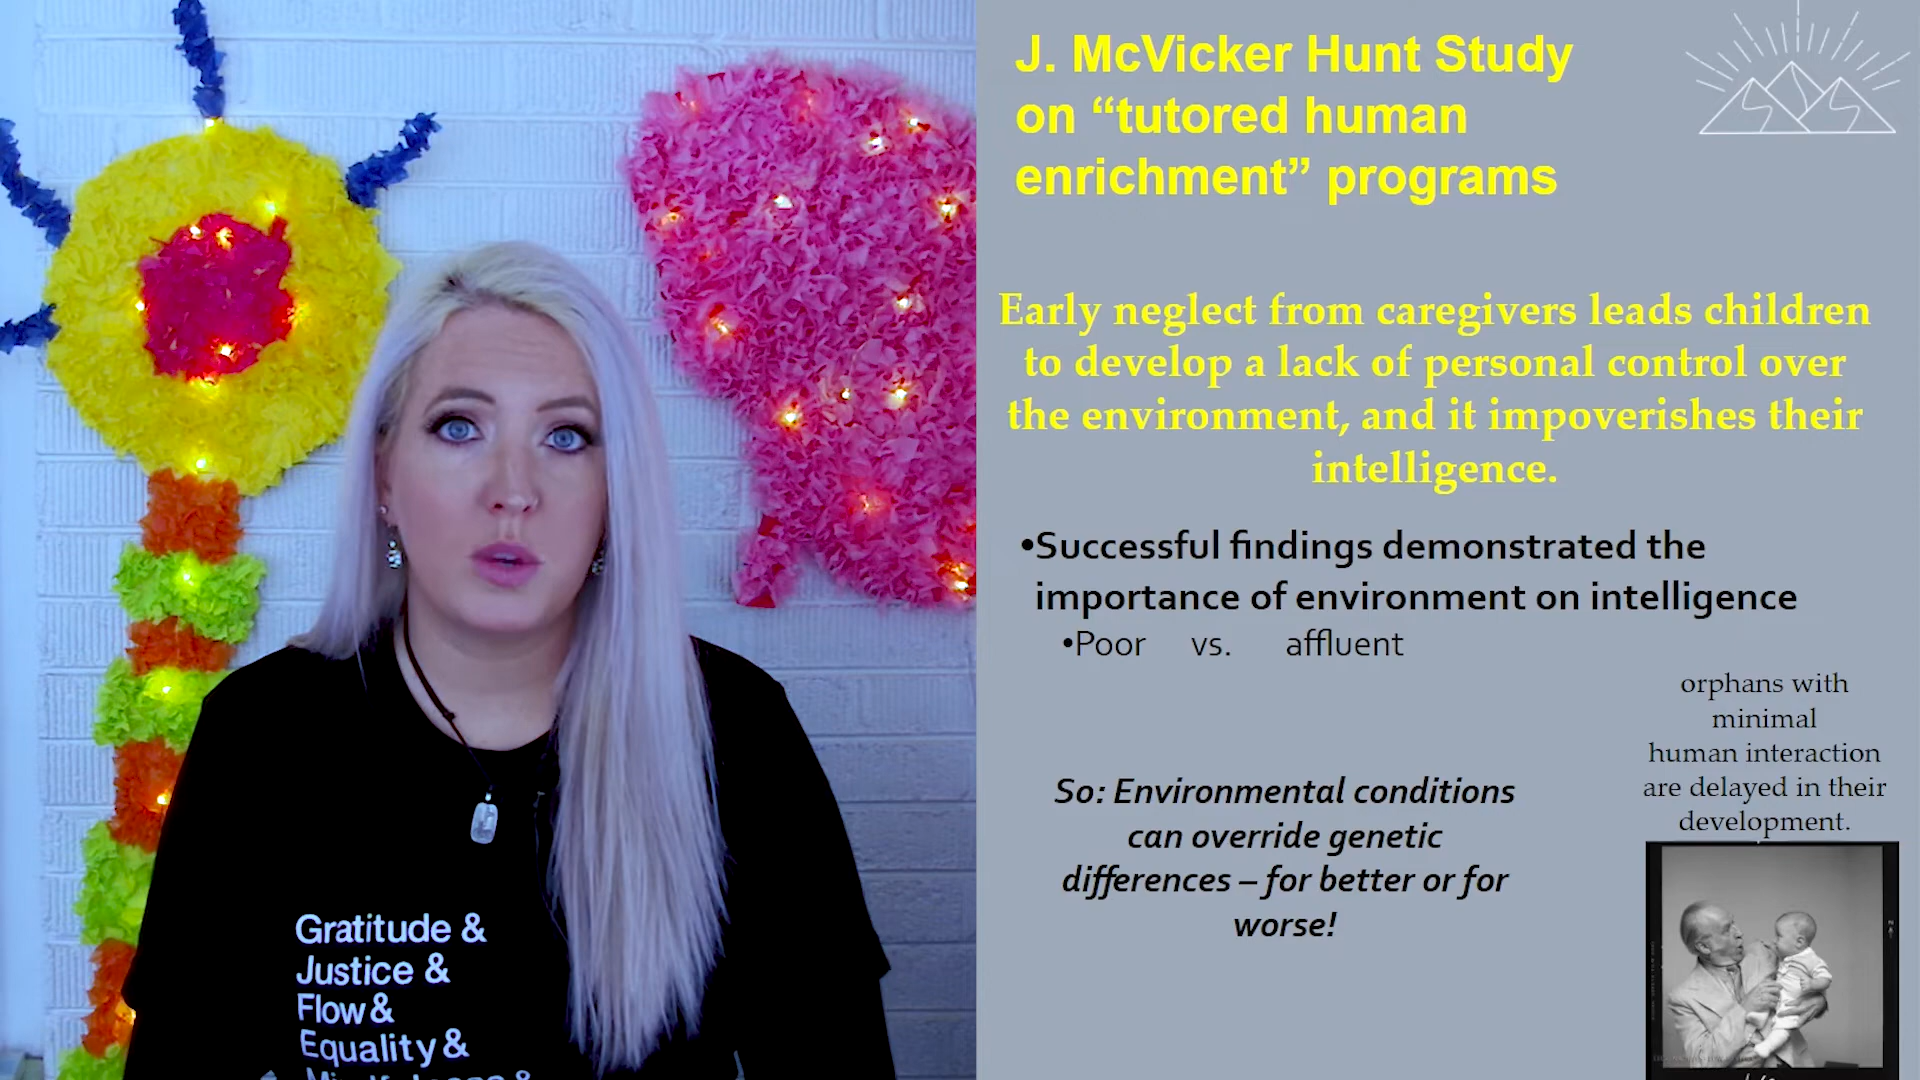 J. McVicker Hunt Study
on “tutored human
enrichment” programs
Early neglect from caregivers leads children
to develop a lack of personal control over
the environment, and it impoverishes their
intelligence.
•Successful findings demonstrated the
importance of environment on intelligence
•Poor vs. affluent
orphans with
minimal
human interaction
are delayed in their
development.
So: Environmental conditions
can override genetic
differences – for better or for
worse!
Gratitude &
Justice &
Flow &
Equality &
Mindfulness &